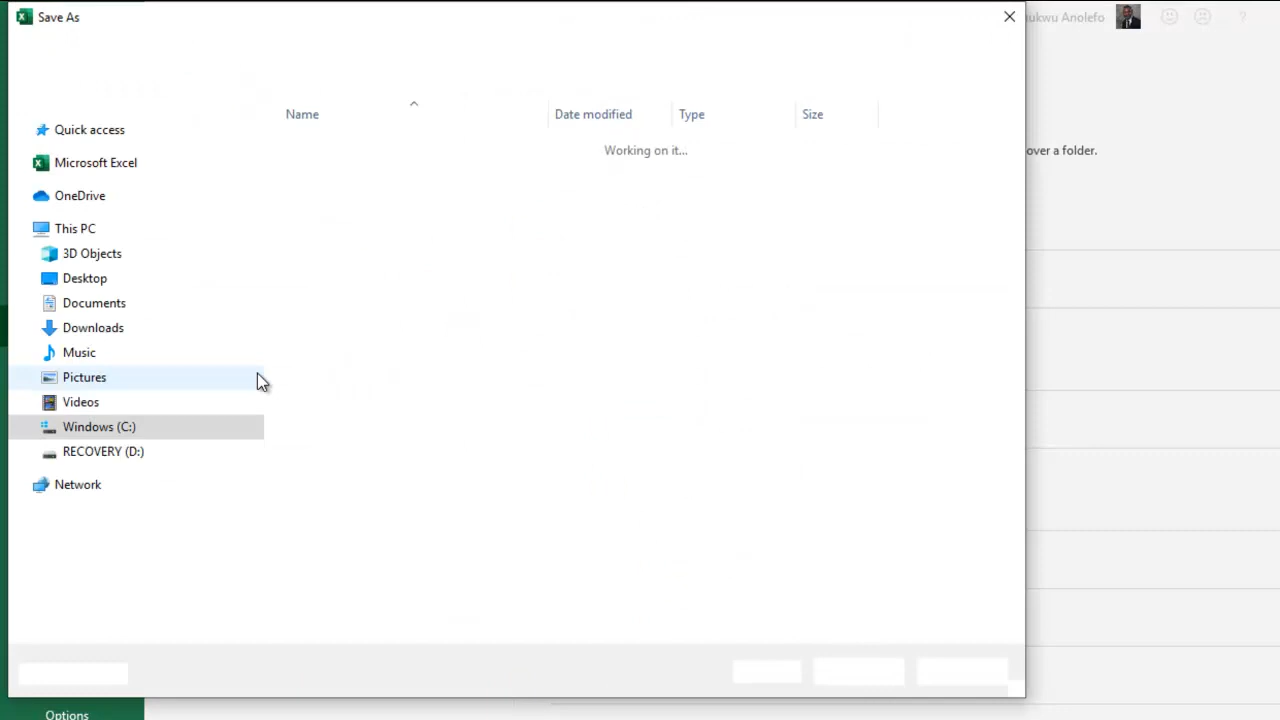 Save As
ukwu Anolefo
?
Name
Date modified
Type
Size
Working on it...
over a folder.
Quick access
Microsoft Excel
OneDrive
This PC
3D Objects
Desktop
Documents
Downloads
Music
Pictures
Videos
Windows (C:)
RECOVERY (D:)
Network
Options